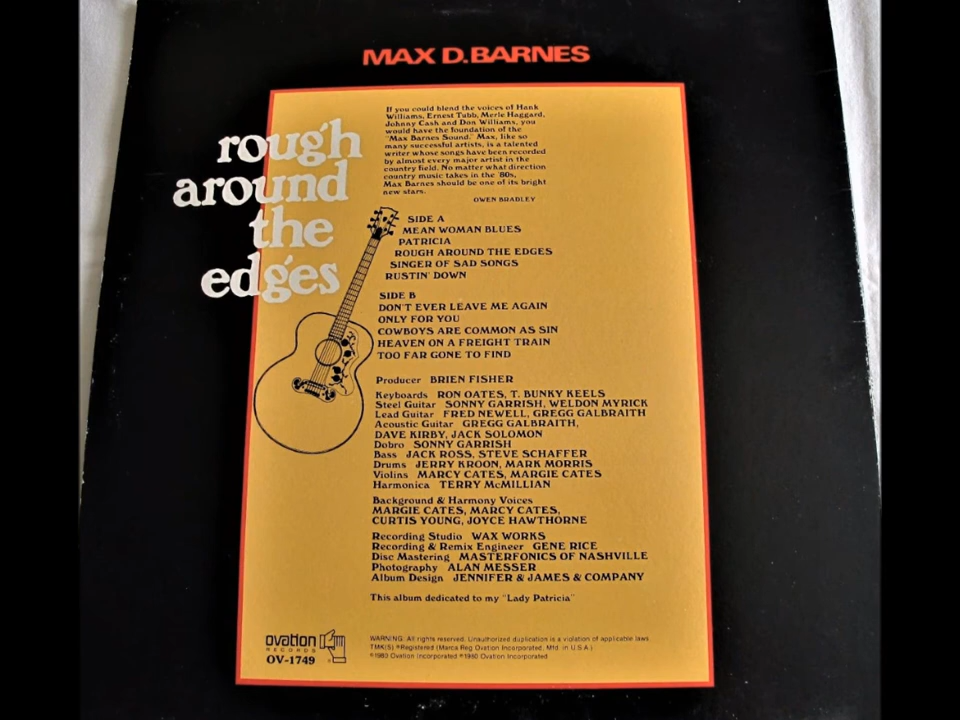 MAX D. BARNES
rough
around
the
edges
If you could blend the voices of Hank
Williams, Ernest Tubb, Merle Haggard,
Johnny Cash and Don Williams, you
would have the foundation of the
"Max Barnes Sound." Max, like so
many successful artists, is a talented
writer whose songs have been recorded
by almost every major artist in the
country field. No matter what direction
country music takes in the '80s,
Max Barnes should be one of its bright
new stars.
OWEN BRADLEY
SIDE A
MEAN WOMAN BLUES
PATRICIA
ROUGH AROUND THE EDGES
SINGER OF SAD SONGS
RUSTIN' DOWN
SIDE B
DON'T EVER LEAVE ME AGAIN
ONLY FOR YOU
COWBOYS ARE COMMON AS SIN
HEAVEN ON A FREIGHT TRAIN
TOO FAR GONE TO FIND
Producer BRIEN FISHER
Keyboards RON OATES, T. BUNKY KEELS
Steel Guitar SONNY GARRISH, WELDON MYRICK
Lead Guitar FRED NEWELL, GREGG GALBRAITH
Acoustic Guitar GREGG GALBRAITH,
DAVE KIRBY, JACK SOLOMON
Dobro SONNY GARRISH
Bass JACK ROSS, STEVE SCHAFFER
Drums JERRY KROON, MARK MORRIS
Violins MARCY CATES, MARGIE CATES
Harmonica TERRY McMILLIAN
Background & Harmony Voices
MARGIE CATES, MARCY CATES,
CURTIS YOUNG, JOYCE HAWTHORNE
Recording Studio WAX WORKS
Recording & Remix Engineer GENE RICE
Disc Mastering MASTERFONICS OF NASHVILLE
Photography ALAN MESSER
Album Design JENNIFER & JAMES & COMPANY
This album dedicated to my "Lady Patricia"
ovation
RECORDS
OV-1749
WARNING: All rights reserved. Unauthorized duplication is a violation of applicable laws.
TMK(S) ®Registered (Marca Reg Ovation Incorporated, Mfd. in U.S.A.)
©1980 Ovation Incorporated ℗1980 Ovation Incorporated